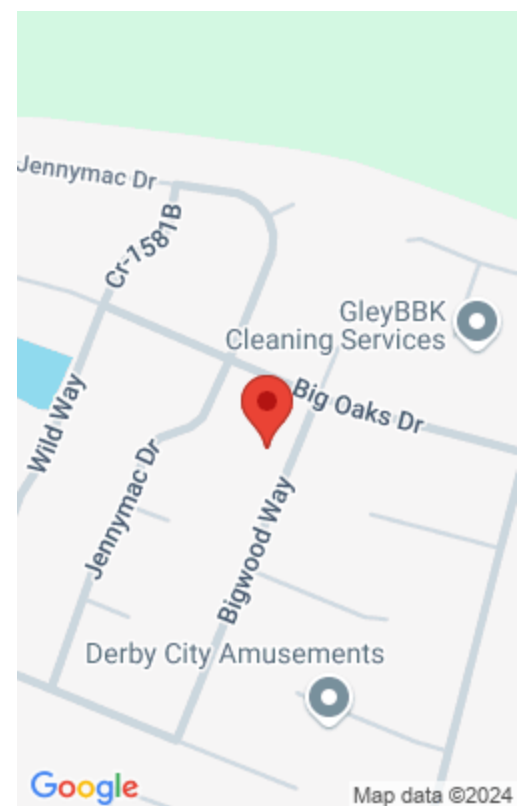 Jennymac Dr
Cr-1581B
GleyBBK
Cleaning Services
Big Oaks Dr
Wild Way
Jennymac Dr
Bigwood Way
Derby City Amusements
Google
Map data ©2024